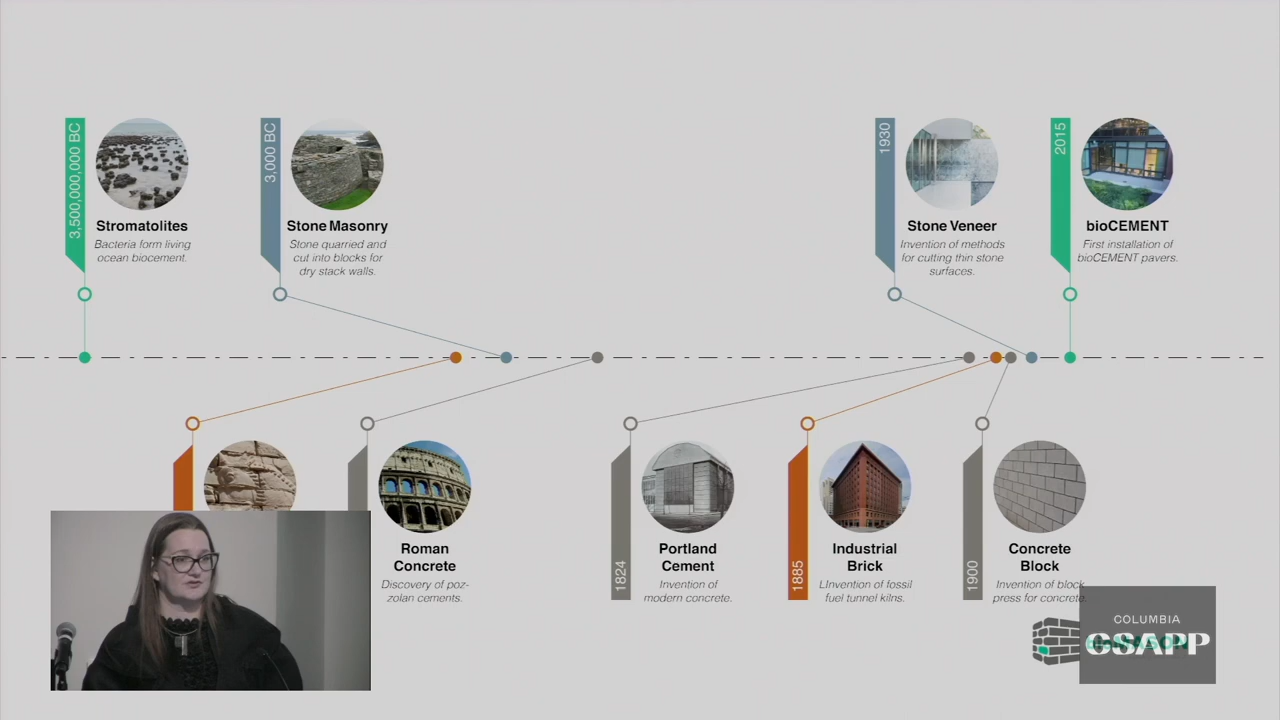 3,500,000,000 BC
Stromatolites
Bacteria form living
ocean biocement.
3,000 BC
Stone Masonry
Stone quarried and
cut into blocks for
dry stack walls.
1930
Stone Veneer
Invention of methods
for cutting thin stone
surfaces.
2015
bioCEMENT
First installation of
bioCEMENT pavers.
Roman
Concrete
Discovery of poz-
zolan cements.
1824
Portland
Cement
Invention of
modern concrete.
1885
Industrial
Brick
LInvention of fossil
fuel tunnel kilns.
1900
Concrete
Block
Invention of block
press for concrete.
COLUMBIA
GSAPP